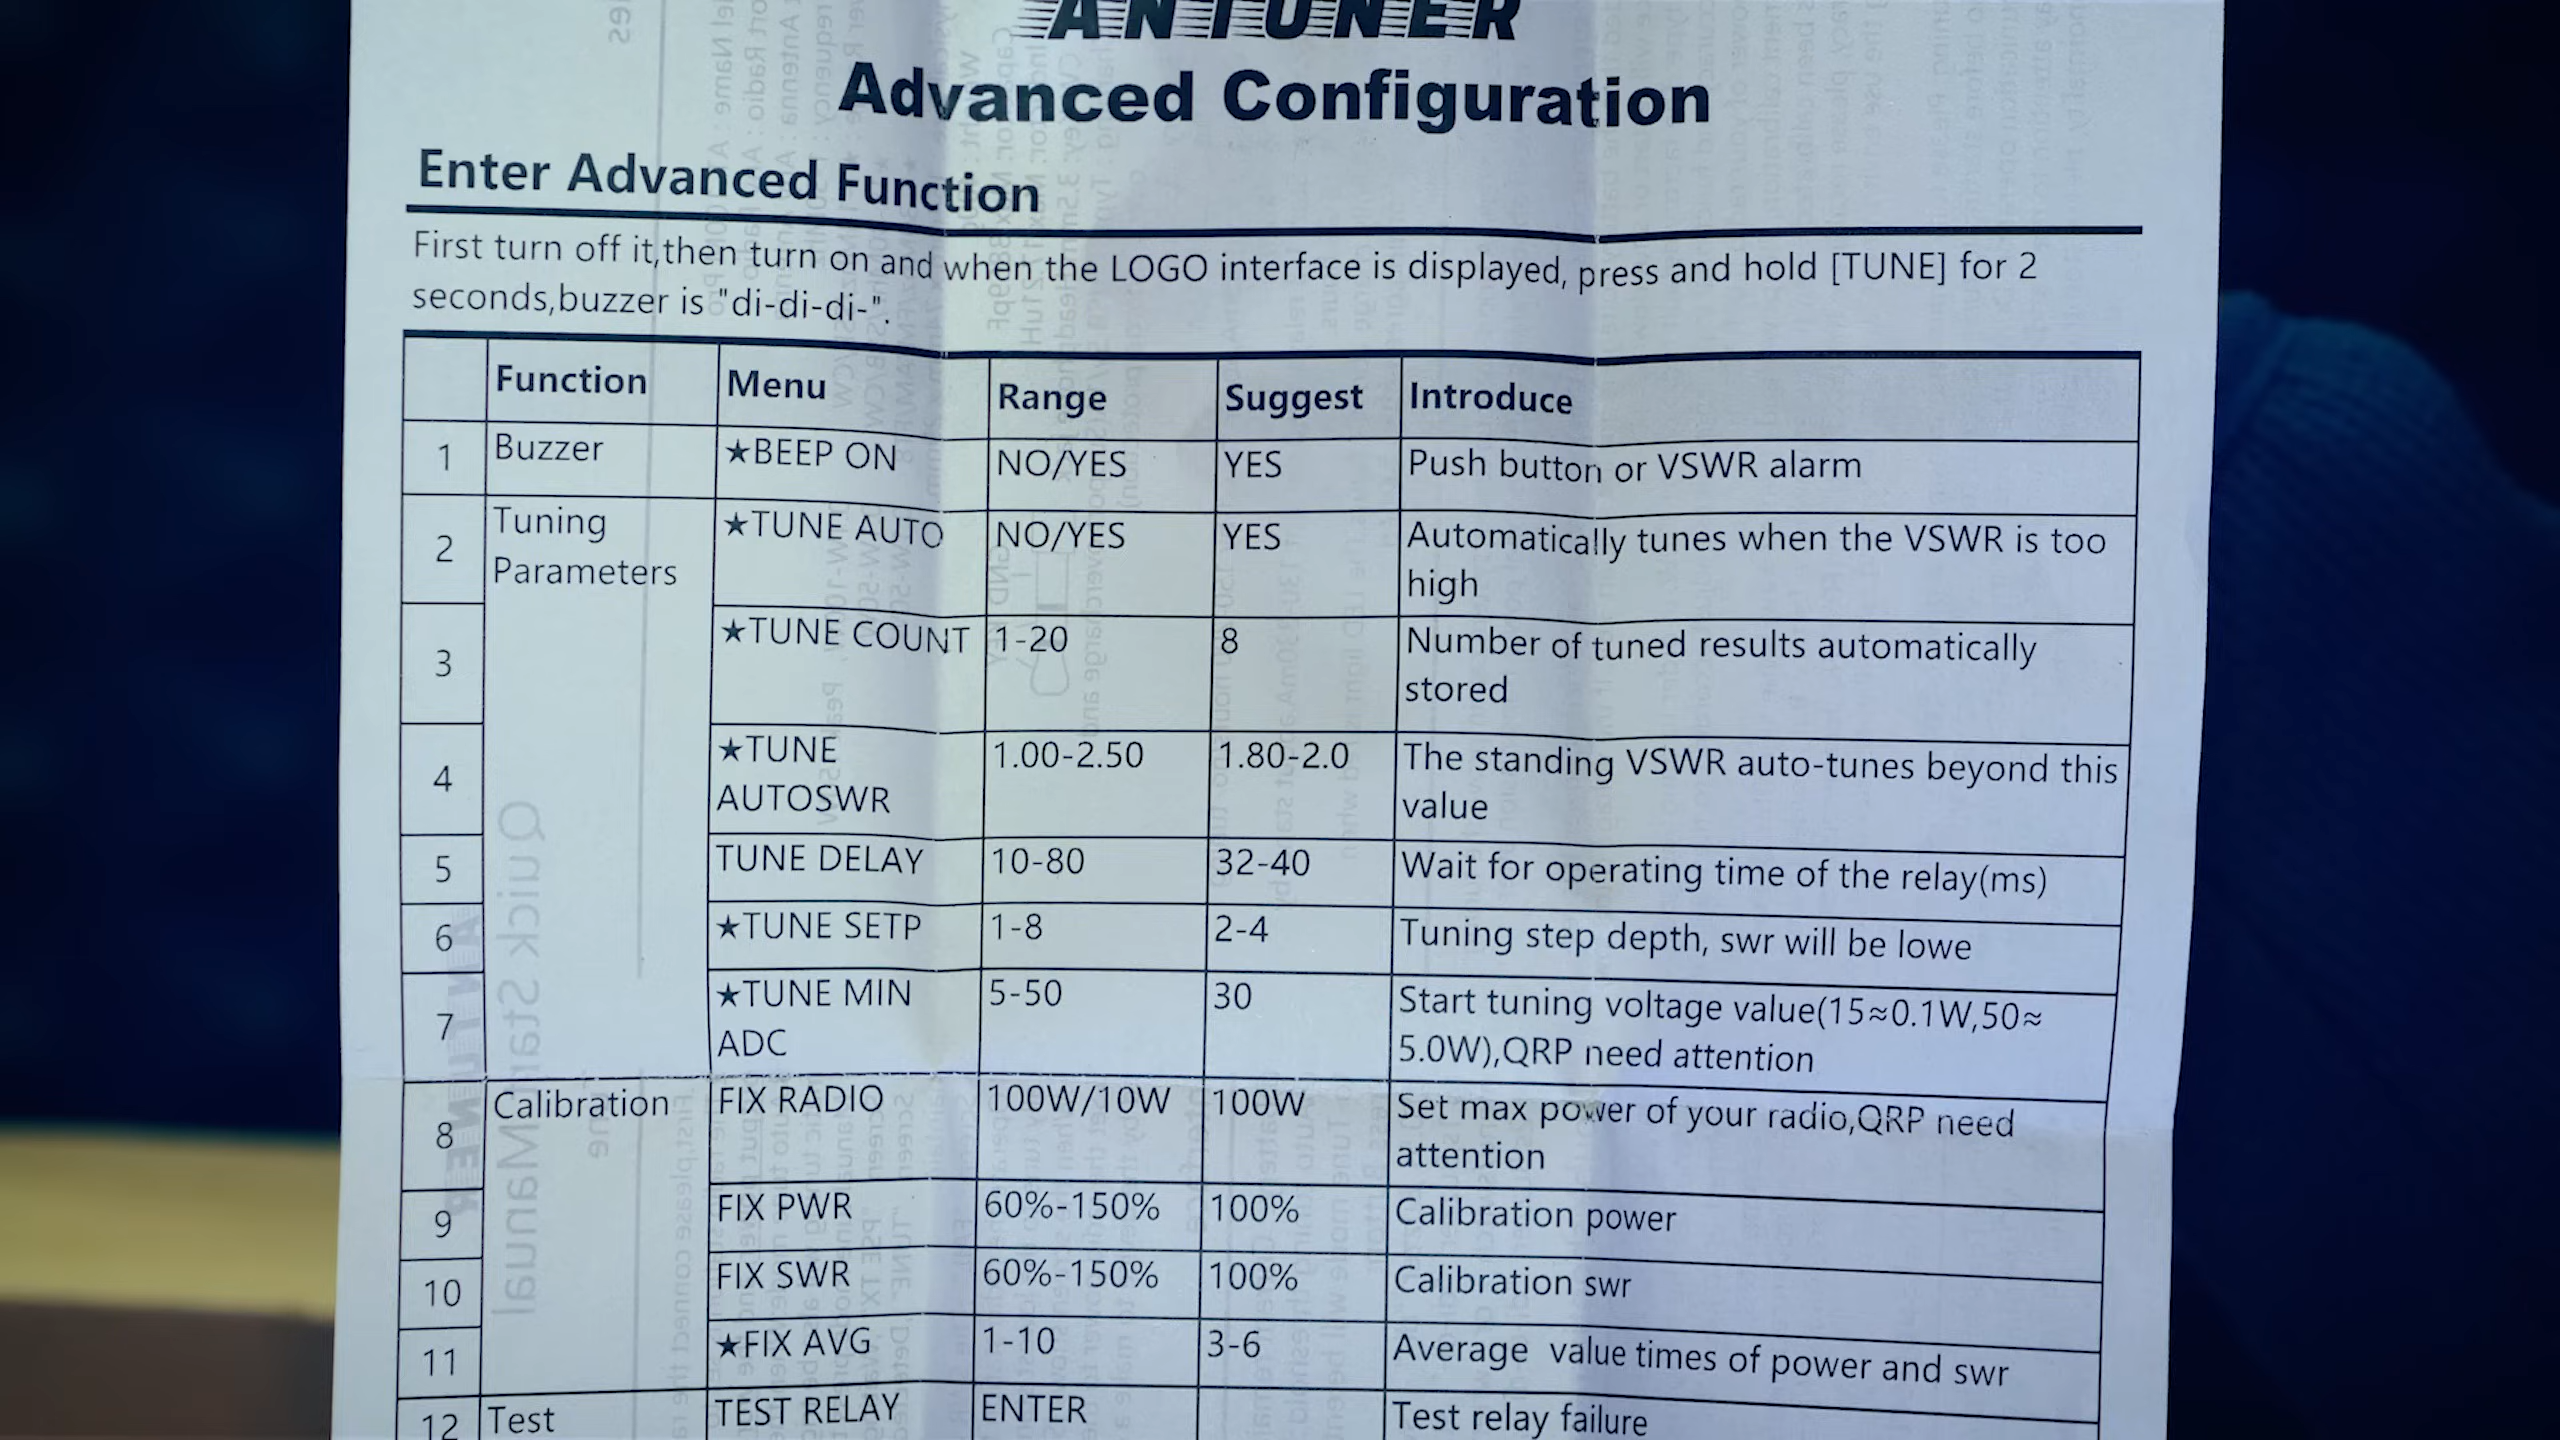 ANTUNER
Advanced Configuration
Enter Advanced Function
First turn off it,then turn on and when the LOGO interface is displayed, press and hold [TUNE] for 2
seconds,buzzer is "di-di-di-".
Function Menu Range Suggest Introduce
1 Buzzer ★BEEP ON NO/YES YES Push button or VSWR alarm
2 Tuning Parameters ★TUNE AUTO NO/YES YES Automatically tunes when the VSWR is too
high
3 ★TUNE COUNT 1-20 8 Number of tuned results automatically
stored
4 ★TUNE AUTOSWR 1.00-2.50 1.80-2.0 The standing VSWR auto-tunes beyond this
value
5 TUNE DELAY 10-80 32-40 Wait for operating time of the relay(ms)
6 ★TUNE SETP 1-8 2-4 Tuning step depth, swr will be lowe
7 ★TUNE MIN ADC 5-50 30 Start tuning voltage value(15≈0.1W,50≈
5.0W),QRP need attention
8 Calibration FIX RADIO 100W/10W 100W Set max power of your radio,QRP need
attention
9 FIX PWR 60%-150% 100% Calibration power
10 FIX SWR 60%-150% 100% Calibration swr
11 ★FIX AVG 1-10 3-6 Average value times of power and swr
12 Test TEST RELAY ENTER Test relay failure
Quick Start Manual
ANTUNER